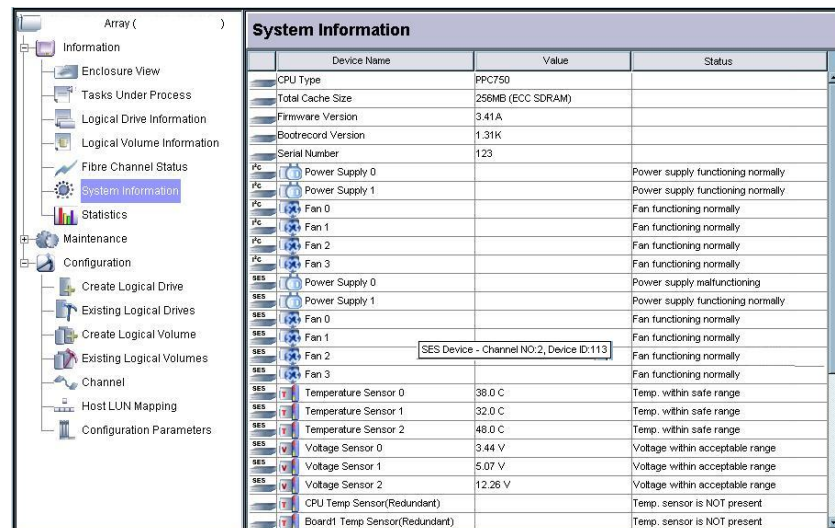 Array ( )
Information
Enclosure View
Tasks Under Process
Logical Drive Information
Logical Volume Information
Fibre Channel Status
System Information
Statistics
Maintenance
Configuration
Create Logical Drive
Existing Logical Drives
Create Logical Volume
Existing Logical Volumes
Channel
Host LUN Mapping
Configuration Parameters
System Information
Device Name Value Status
CPU Type PPC750
Total Cache Size 256MB (ECC SDRAM)
Firmware Version 3.41A
Bootrecord Version 1.31K
Serial Number 123
I²C Power Supply 0 Power supply functioning normally
I²C Power Supply 1 Power supply functioning normally
I²C Fan 0 Fan functioning normally
I²C Fan 1 Fan functioning normally
I²C Fan 2 Fan functioning normally
I²C Fan 3 Fan functioning normally
SES Power Supply 0 Power supply malfunctioning
SES Power Supply 1 Power supply functioning normally
SES Fan 0 Fan functioning normally
SES Fan 1 Fan functioning normally
SES Device - Channel NO:2, Device ID:113
SES Fan 2 Fan functioning normally
SES Fan 3 Fan functioning normally
SES T Temperature Sensor 0 38.0 C Temp. within safe range
SES T Temperature Sensor 1 32.0 C Temp. within safe range
SES T Temperature Sensor 2 48.0 C Temp. within safe range
SES V Voltage Sensor 0 3.44 V Voltage within acceptable range
SES V Voltage Sensor 1 5.07 V Voltage within acceptable range
SES V Voltage Sensor 2 12.26 V Voltage within acceptable range
T CPU Temp Sensor(Redundant) Temp. sensor is NOT present
T Board1 Temp Sensor(Redundant) Temp. sensor is NOT present